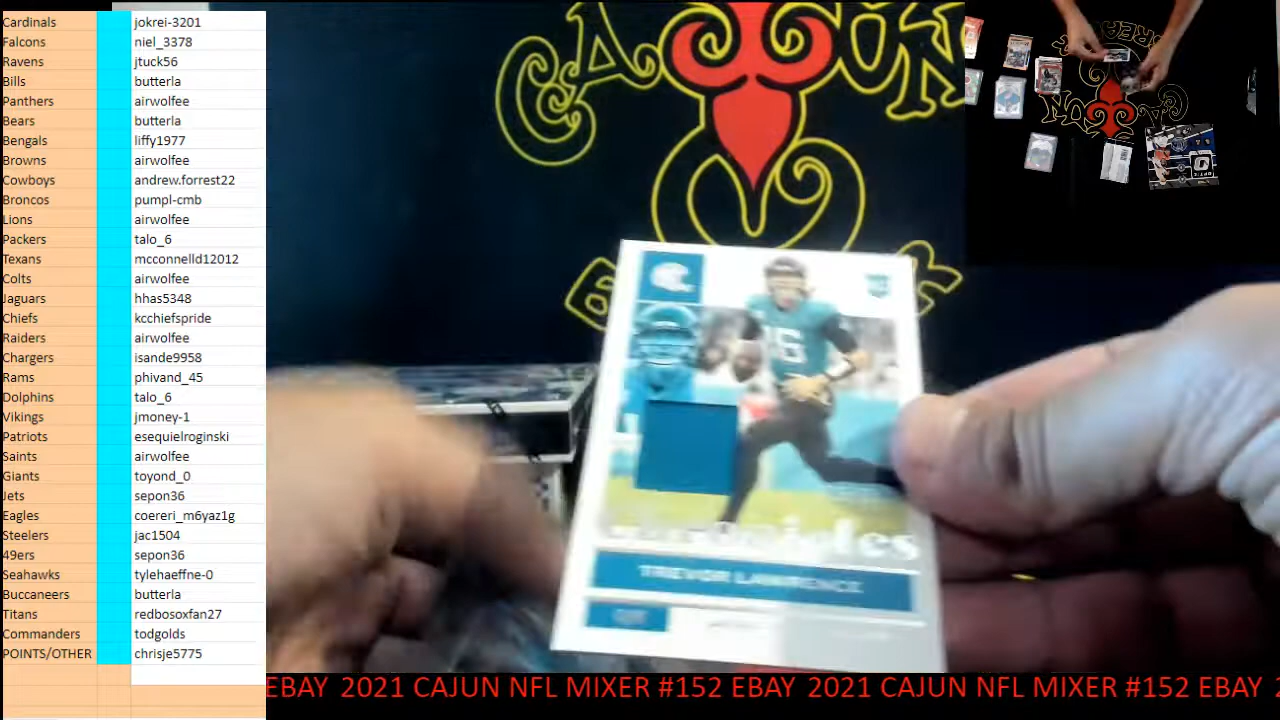 Cardinals jokrei-3201
Falcons niel_3378
Ravens jtuck56
Bills butterla
Panthers airwolfee
Bears butterla
Bengals liffy1977
Browns airwolfee
Cowboys andrew.forrest22
Broncos pumpl-cmb
Lions airwolfee
Packers talo_6
Texans mcconnelld12012
Colts airwolfee
Jaguars hhas5348
Chiefs kcchiefspride
Raiders airwolfee
Chargers isande9958
Rams phivand_45
Dolphins talo_6
Vikings jmoney-1
Patriots esequielroginski
Saints airwolfee
Giants toyond_0
Jets sepon36
Eagles coereri_m6yaz1g
Steelers jac1504
49ers sepon36
Seahawks tylehaeffne-0
Buccaneers butterla
Titans redbosoxfan27
Commanders todgolds
POINTS/OTHER chrisje5775
CAJUN
16
TREVOR LAWRENCE
EBAY 2021 CAJUN NFL MIXER #152 EBAY 2021 CAJUN NFL MIXER #152 EBAY